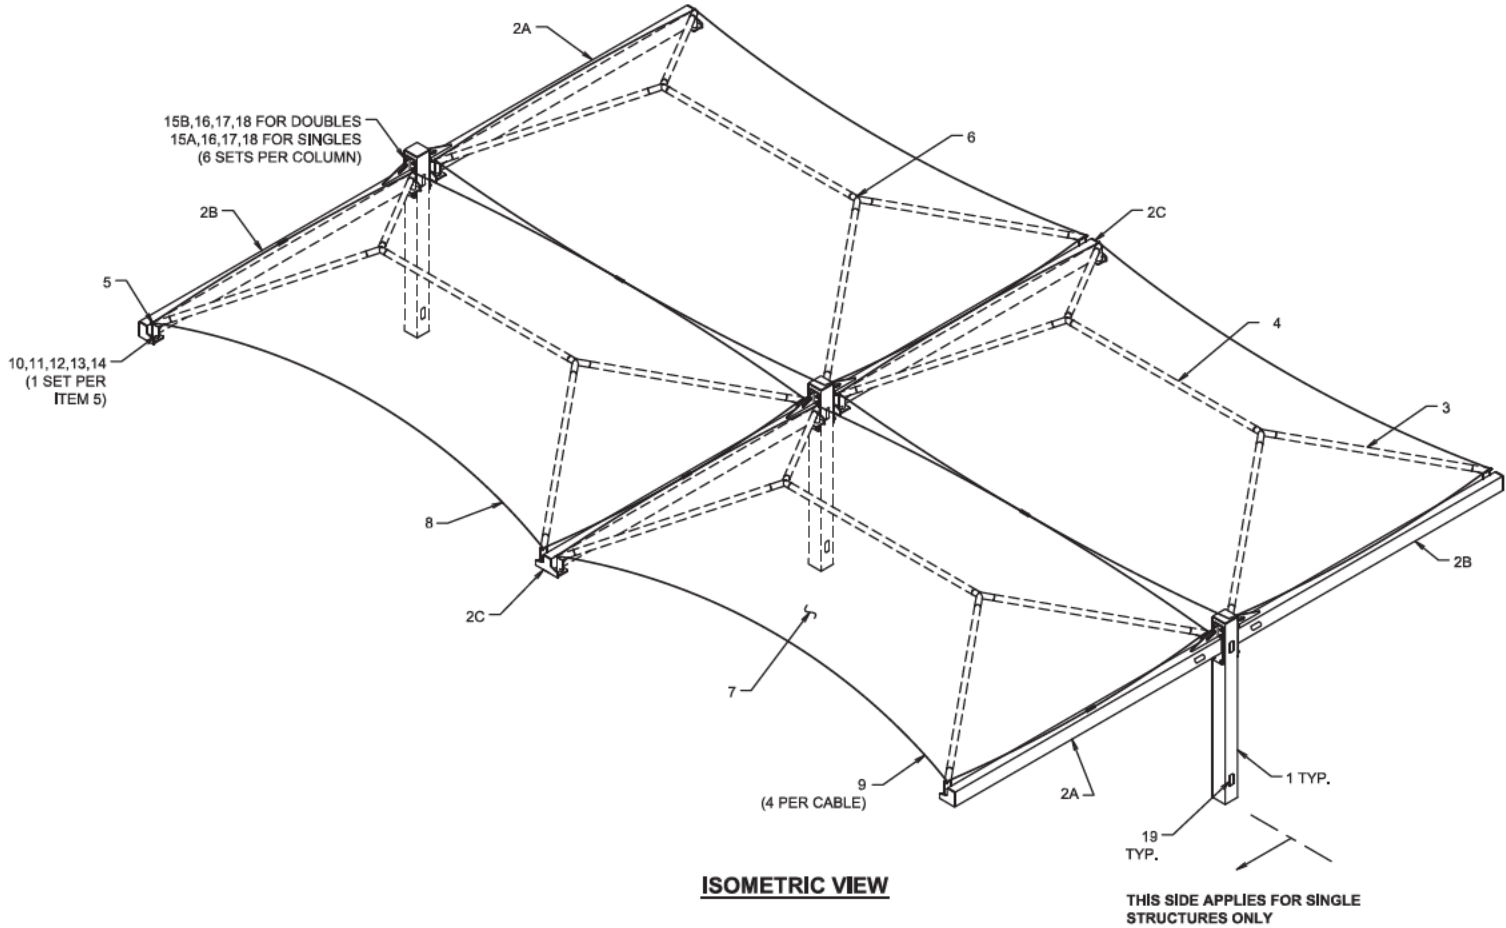 2A
15B,16,17,18 FOR DOUBLES
15A,16,17,18 FOR SINGLES
(6 SETS PER COLUMN)
6
2B
2C
5
4
10,11,12,13,14
(1 SET PER
ITEM 5)
3
8
2B
2C
7
9
(4 PER CABLE)
2A
1 TYP.
19
TYP.
ISOMETRIC VIEW
THIS SIDE APPLIES FOR SINGLE
STRUCTURES ONLY